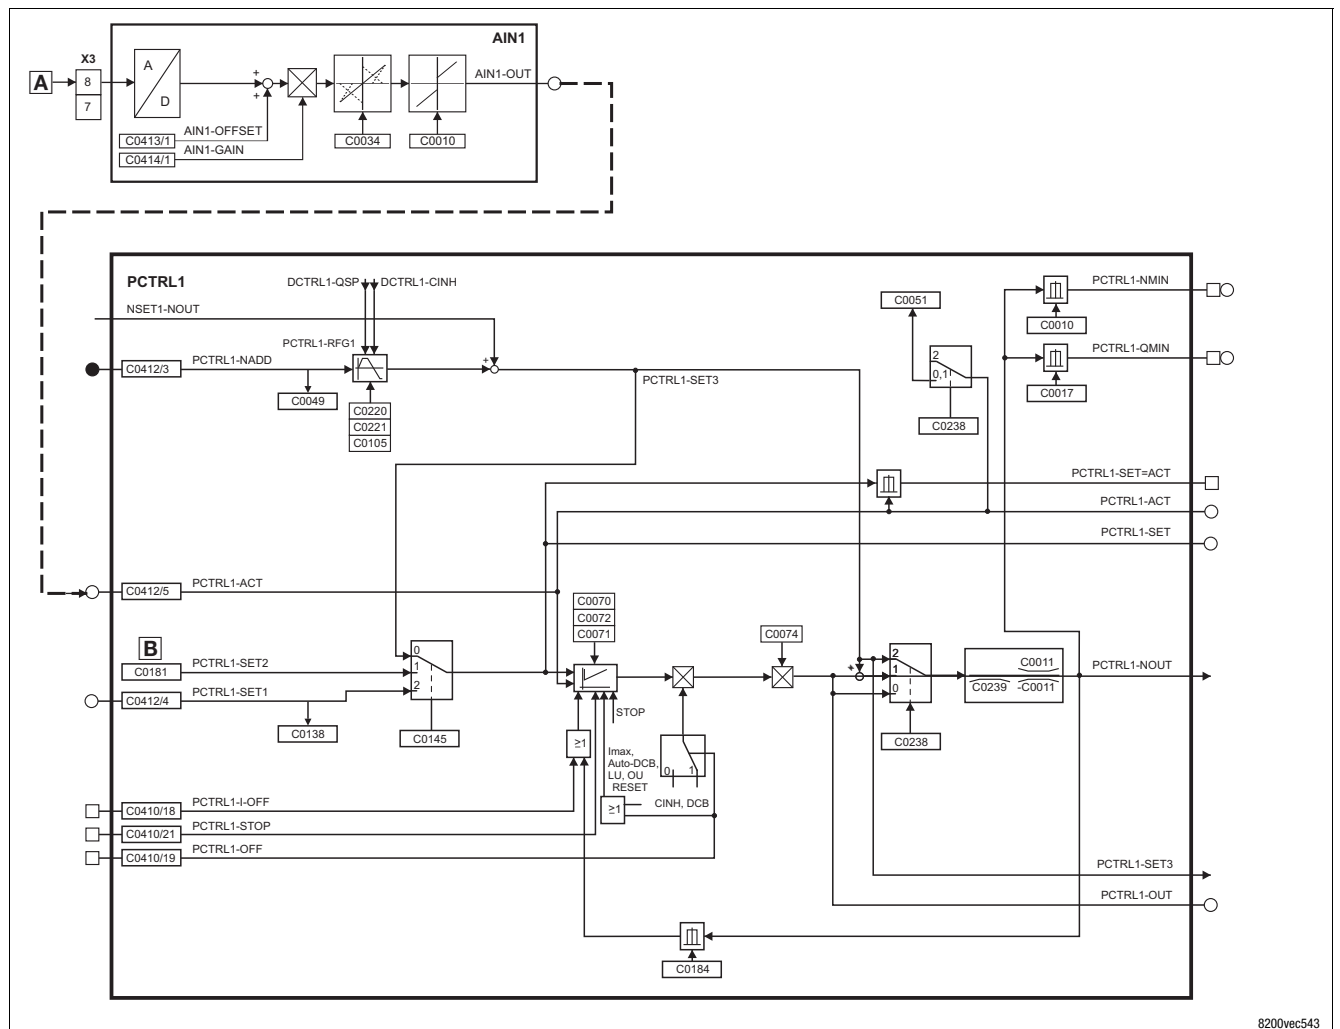 AIN1
X3
A
8
7
A
D
+
+
AIN1-OUT
C0413/1
AIN1-OFFSET
C0414/1
AIN1-GAIN
C0034
C0010
PCTRL1
DCTRL1-QSP
DCTRL1-CINH
NSET1-NOUT
PCTRL1-RFG1
C0412/3
PCTRL1-NADD
C0049
C0220
C0221
C0105
+
PCTRL1-SET3
C0051
2
0,1
C0238
PCTRL1-NMIN
C0010
PCTRL1-QMIN
C0017
PCTRL1-SET=ACT
PCTRL1-ACT
PCTRL1-SET
C0412/5
PCTRL1-ACT
B
C0181
PCTRL1-SET2
C0412/4
PCTRL1-SET1
C0138
0
1
2
C0145
C0070
C0072
C0071
STOP
C0074
+
2
1
0
C0238
C0011
C0239
-C0011
PCTRL1-NOUT
≥1
Imax,
Auto-DCB,
LU, OU
RESET
≥1
0
1
CINH, DCB
C0410/18
PCTRL1-I-OFF
C0410/21
PCTRL1-STOP
C0410/19
PCTRL1-OFF
PCTRL1-SET3
PCTRL1-OUT
C0184
8200vec543